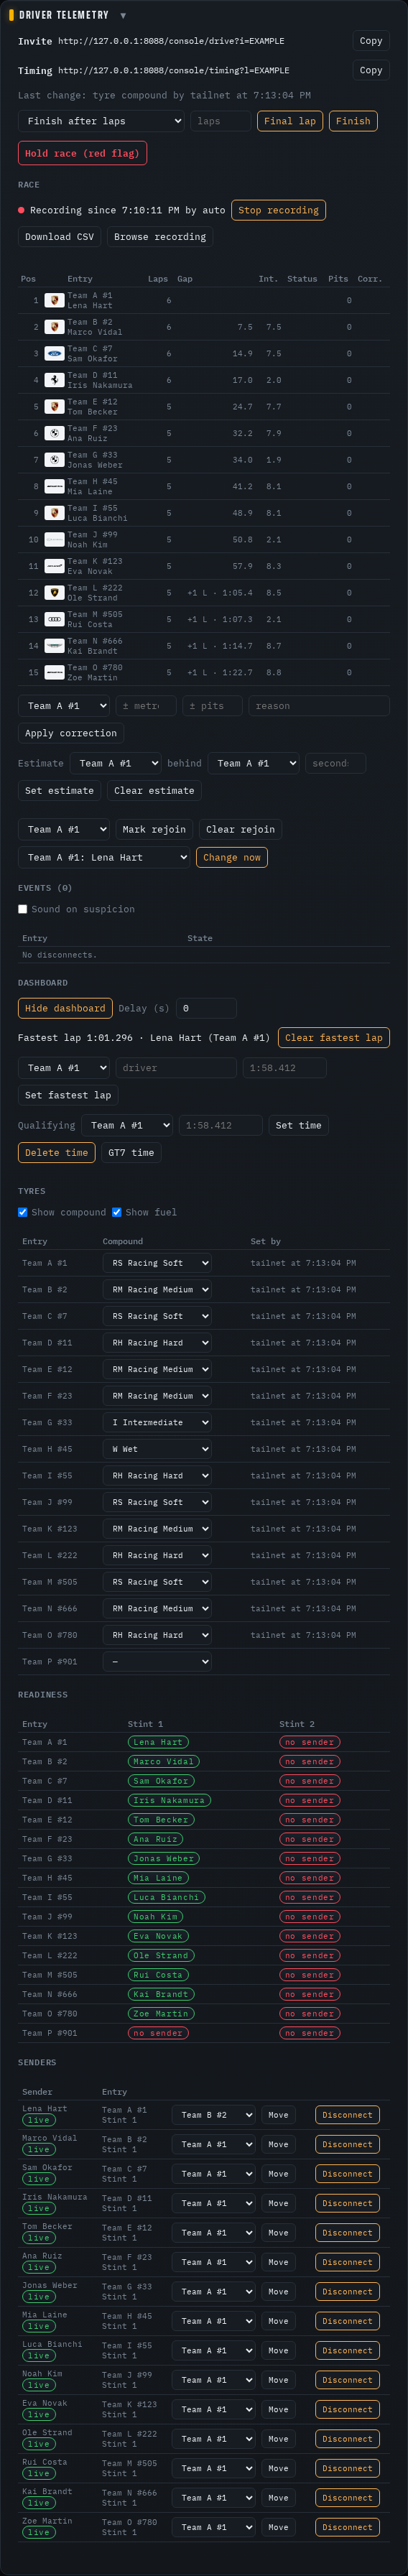 DRIVER TELEMETRY ▼
Invite http://127.0.0.1:8088/console/drive?i=EXAMPLE Copy
Timing http://127.0.0.1:8088/console/timing?l=EXAMPLE Copy
Last change: tyre compound by tailnet at 7:13:04 PM
Finish after laps laps Final lap Finish
Hold race (red flag)
RACE
Recording since 7:10:11 PM by auto Stop recording
Download CSV Browse recording
Pos Entry Laps Gap Int. Status Pits Corr.
1 Team A #1 6 0
Lena Hart
2 Team B #2 6 7.5 7.5 0
Marco Vidal
3 Team C #7 6 14.9 7.5 0
Sam Okafor
4 Team D #11 6 17.0 2.0 0
Iris Nakamura
5 Team E #12 5 24.7 7.7 0
Tom Becker
6 Team F #23 5 32.2 7.9 0
Ana Ruiz
7 Team G #33 5 34.0 1.9 0
Jonas Weber
8 Team H #45 5 41.2 8.1 0
Mia Laine
9 Team I #55 5 48.9 8.1 0
Luca Bianchi
10 Team J #99 5 50.8 2.1 0
Noah Kim
11 Team K #123 5 57.9 8.3 0
Eva Novak
12 Team L #222 5 +1 L · 1:05.4 8.5 0
Ole Strand
13 Team M #505 5 +1 L · 1:07.3 2.1 0
Rui Costa
14 Team N #666 5 +1 L · 1:14.7 8.7 0
Kai Brandt
15 Team O #780 5 +1 L · 1:22.7 8.8 0
Zoe Martin
Team A #1 ± metr ± pits reason
Apply correction
Estimate Team A #1 behind Team A #1 second
Set estimate Clear estimate
Team A #1 Mark rejoin Clear rejoin
Team A #1: Lena Hart Change now
EVENTS (0)
Sound on suspicion
Entry State
No disconnects.
DASHBOARD
Hide dashboard Delay (s) 0
Fastest lap 1:01.296 · Lena Hart (Team A #1) Clear fastest lap
Team A #1 driver 1:58.412
Set fastest lap
Qualifying Team A #1 1:58.412 Set time
Delete time GT7 time
TYRES
Show compound Show fuel
Entry Compound Set by
Team A #1 RS Racing Soft tailnet at 7:13:04 PM
Team B #2 RM Racing Medium tailnet at 7:13:04 PM
Team C #7 RS Racing Soft tailnet at 7:13:04 PM
Team D #11 RH Racing Hard tailnet at 7:13:04 PM
Team E #12 RM Racing Medium tailnet at 7:13:04 PM
Team F #23 RM Racing Medium tailnet at 7:13:04 PM
Team G #33 I Intermediate tailnet at 7:13:04 PM
Team H #45 W Wet tailnet at 7:13:04 PM
Team I #55 RH Racing Hard tailnet at 7:13:04 PM
Team J #99 RS Racing Soft tailnet at 7:13:04 PM
Team K #123 RM Racing Medium tailnet at 7:13:04 PM
Team L #222 RH Racing Hard tailnet at 7:13:04 PM
Team M #505 RS Racing Soft tailnet at 7:13:04 PM
Team N #666 RM Racing Medium tailnet at 7:13:04 PM
Team O #780 RH Racing Hard tailnet at 7:13:04 PM
Team P #901 —
READINESS
Entry Stint 1 Stint 2
Team A #1 Lena Hart no sender
Team B #2 Marco Vidal no sender
Team C #7 Sam Okafor no sender
Team D #11 Iris Nakamura no sender
Team E #12 Tom Becker no sender
Team F #23 Ana Ruiz no sender
Team G #33 Jonas Weber no sender
Team H #45 Mia Laine no sender
Team I #55 Luca Bianchi no sender
Team J #99 Noah Kim no sender
Team K #123 Eva Novak no sender
Team L #222 Ole Strand no sender
Team M #505 Rui Costa no sender
Team N #666 Kai Brandt no sender
Team O #780 Zoe Martin no sender
Team P #901 no sender no sender
SENDERS
Sender Entry
Lena Hart Team A #1 Team B #2 Move Disconnect
live Stint 1
Marco Vidal Team B #2 Team A #1 Move Disconnect
live Stint 1
Sam Okafor Team C #7 Team A #1 Move Disconnect
live Stint 1
Iris Nakamura Team D #11 Team A #1 Move Disconnect
live Stint 1
Tom Becker Team E #12 Team A #1 Move Disconnect
live Stint 1
Ana Ruiz Team F #23 Team A #1 Move Disconnect
live Stint 1
Jonas Weber Team G #33 Team A #1 Move Disconnect
live Stint 1
Mia Laine Team H #45 Team A #1 Move Disconnect
live Stint 1
Luca Bianchi Team I #55 Team A #1 Move Disconnect
live Stint 1
Noah Kim Team J #99 Team A #1 Move Disconnect
live Stint 1
Eva Novak Team K #123 Team A #1 Move Disconnect
live Stint 1
Ole Strand Team L #222 Team A #1 Move Disconnect
live Stint 1
Rui Costa Team M #505 Team A #1 Move Disconnect
live Stint 1
Kai Brandt Team N #666 Team A #1 Move Disconnect
live Stint 1
Zoe Martin Team O #780 Team A #1 Move Disconnect
live Stint 1